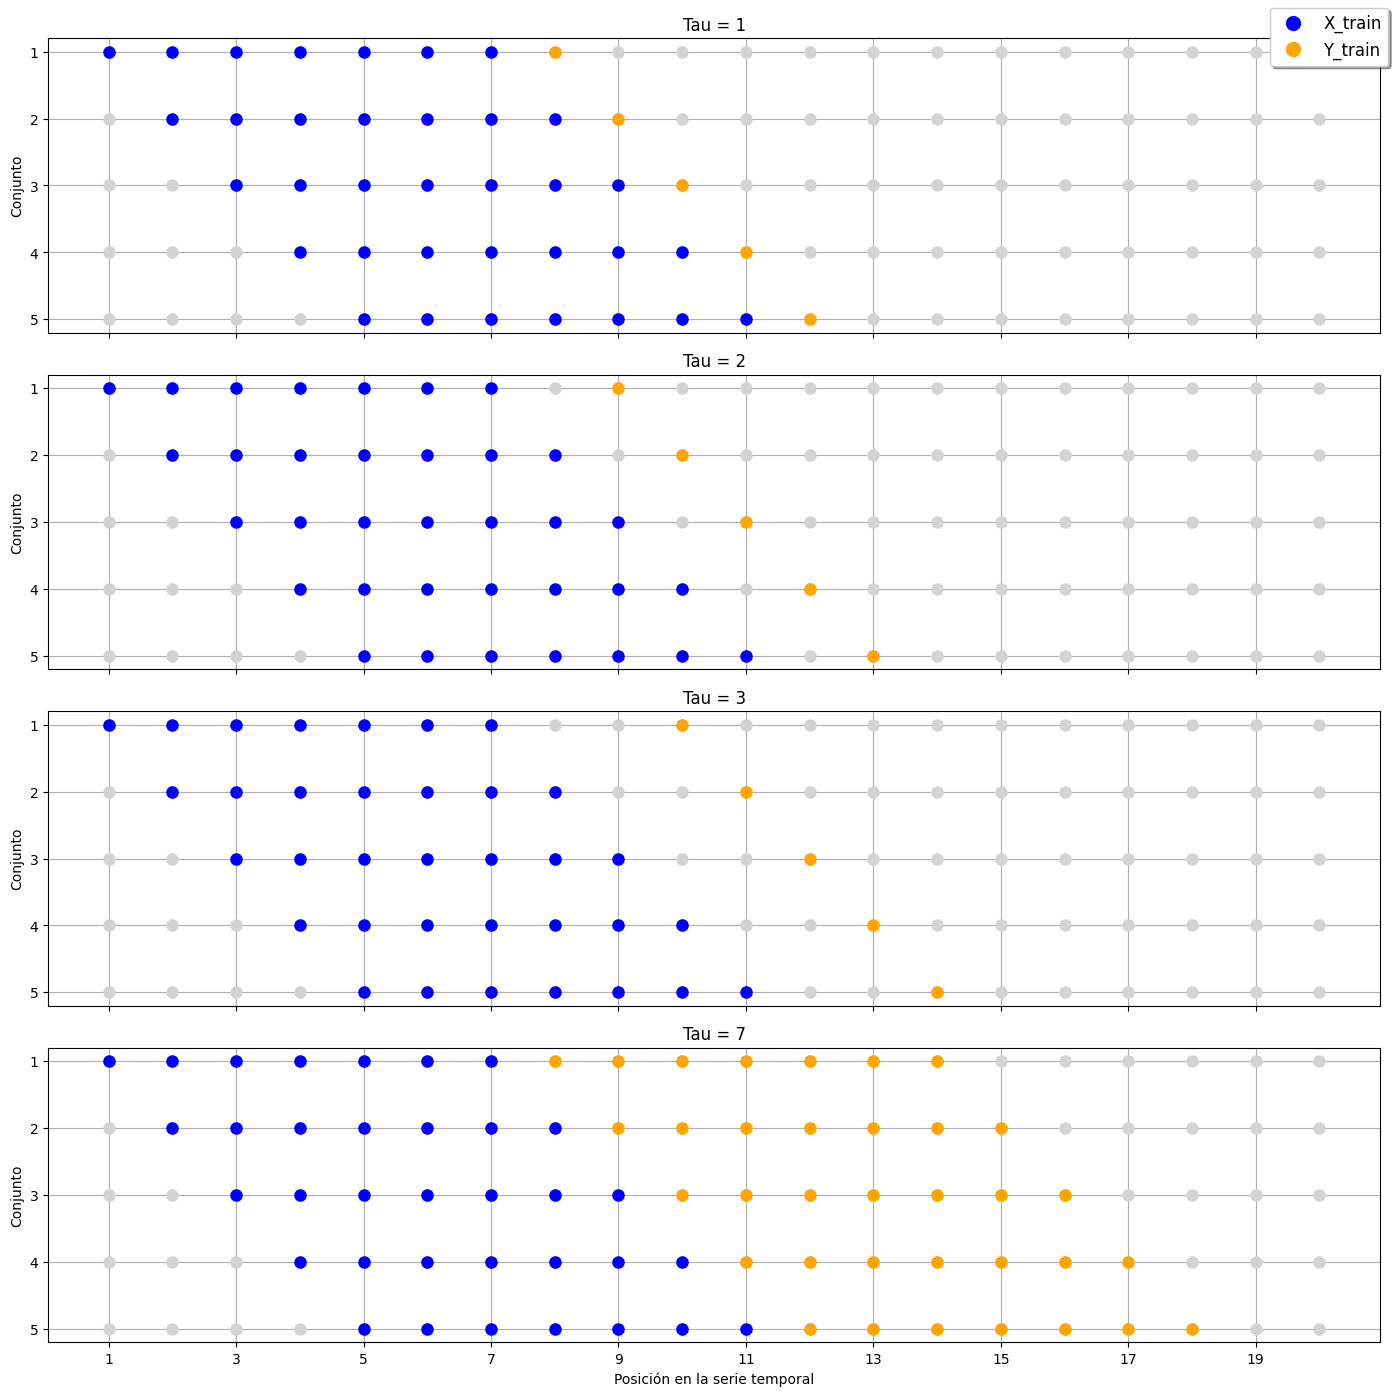 Tau = 1
X_train
Y_train
Conjunto
1
2
3
4
5
Tau = 2
Conjunto
1
2
3
4
5
Tau = 3
Conjunto
1
2
3
4
5
Tau = 7
Conjunto
1
2
3
4
5
1 3 5 7 9 11 13 15 17 19
Posición en la serie temporal